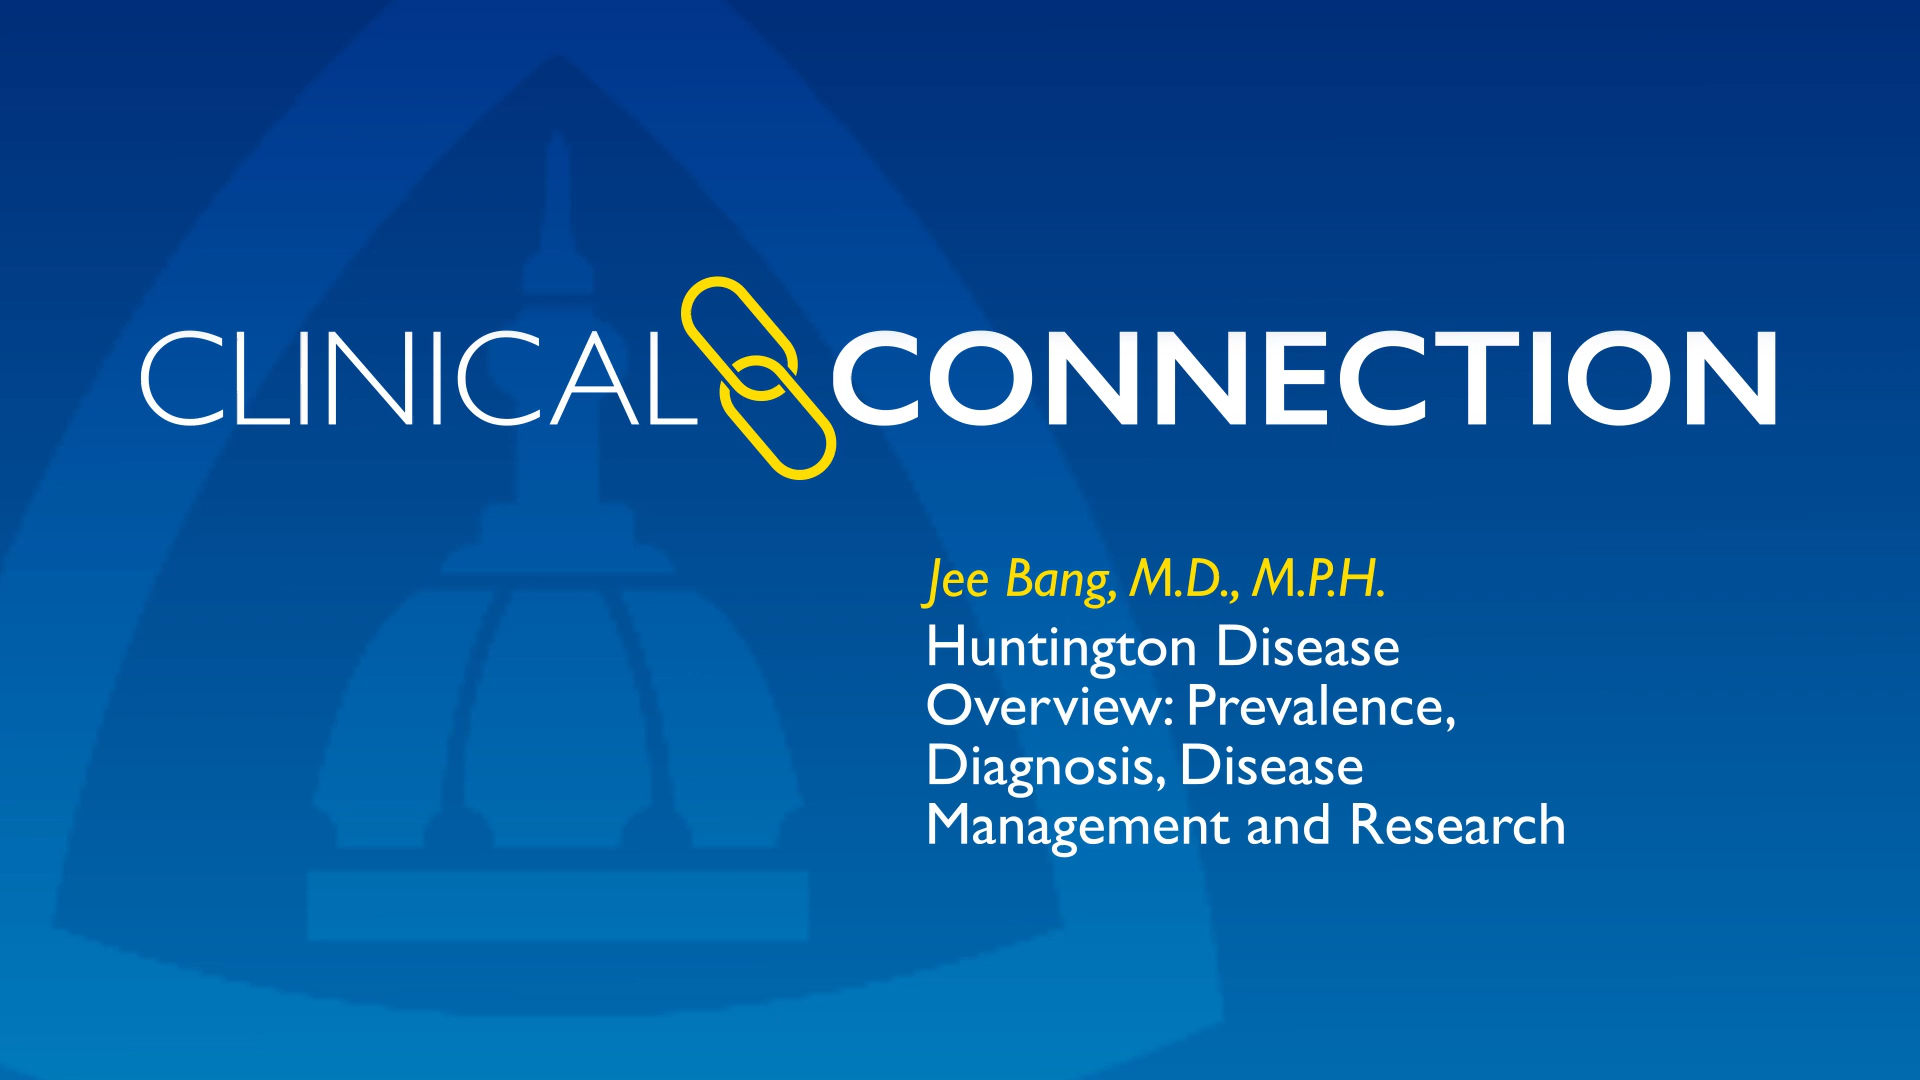 CLINICAL CONNECTION
Jee Bang, M.D., M.P.H.
Huntington Disease
Overview: Prevalence,
Diagnosis, Disease
Management and Research